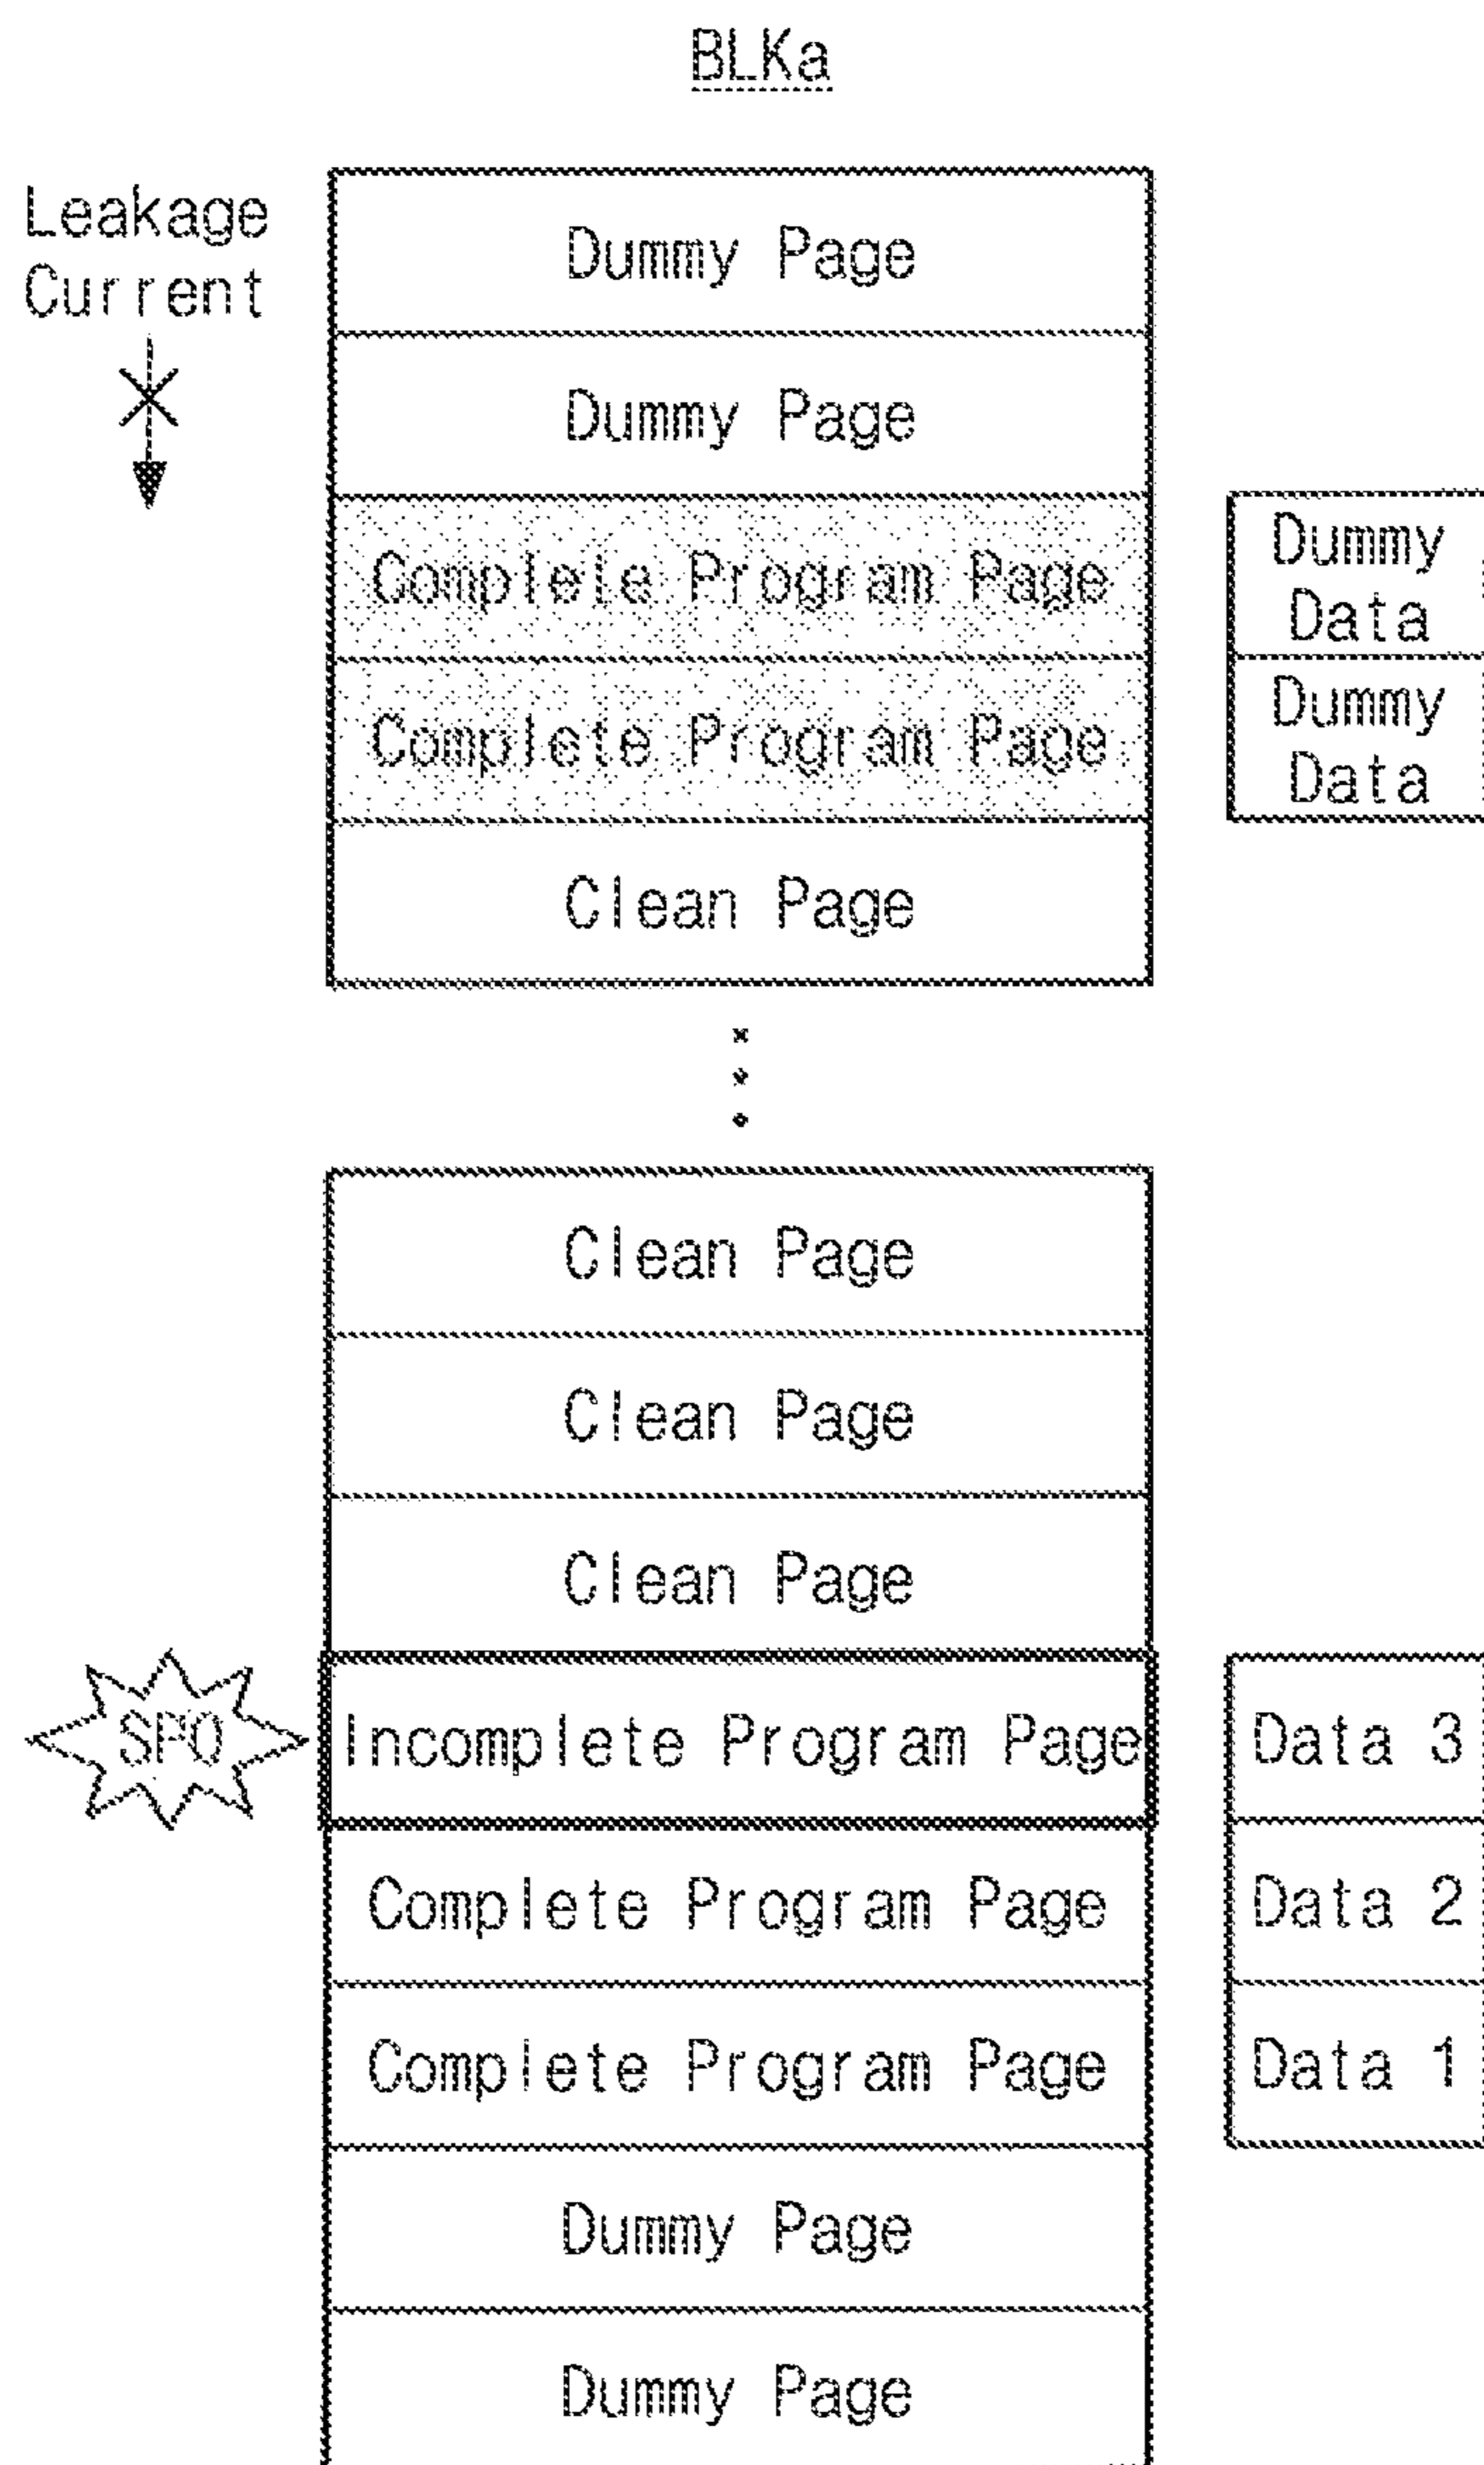 BLKa
Leakage
Current
Dummy Page
Dummy Page
Complete Program Page
Dummy
Data
Complete Program Page
Dummy
Data
Clean Page
Clean Page
Clean Page
Clean Page
SPO
Incomplete Program Page
Data 3
Complete Program Page
Data 2
Complete Program Page
Data 1
Dummy Page
Dummy Page